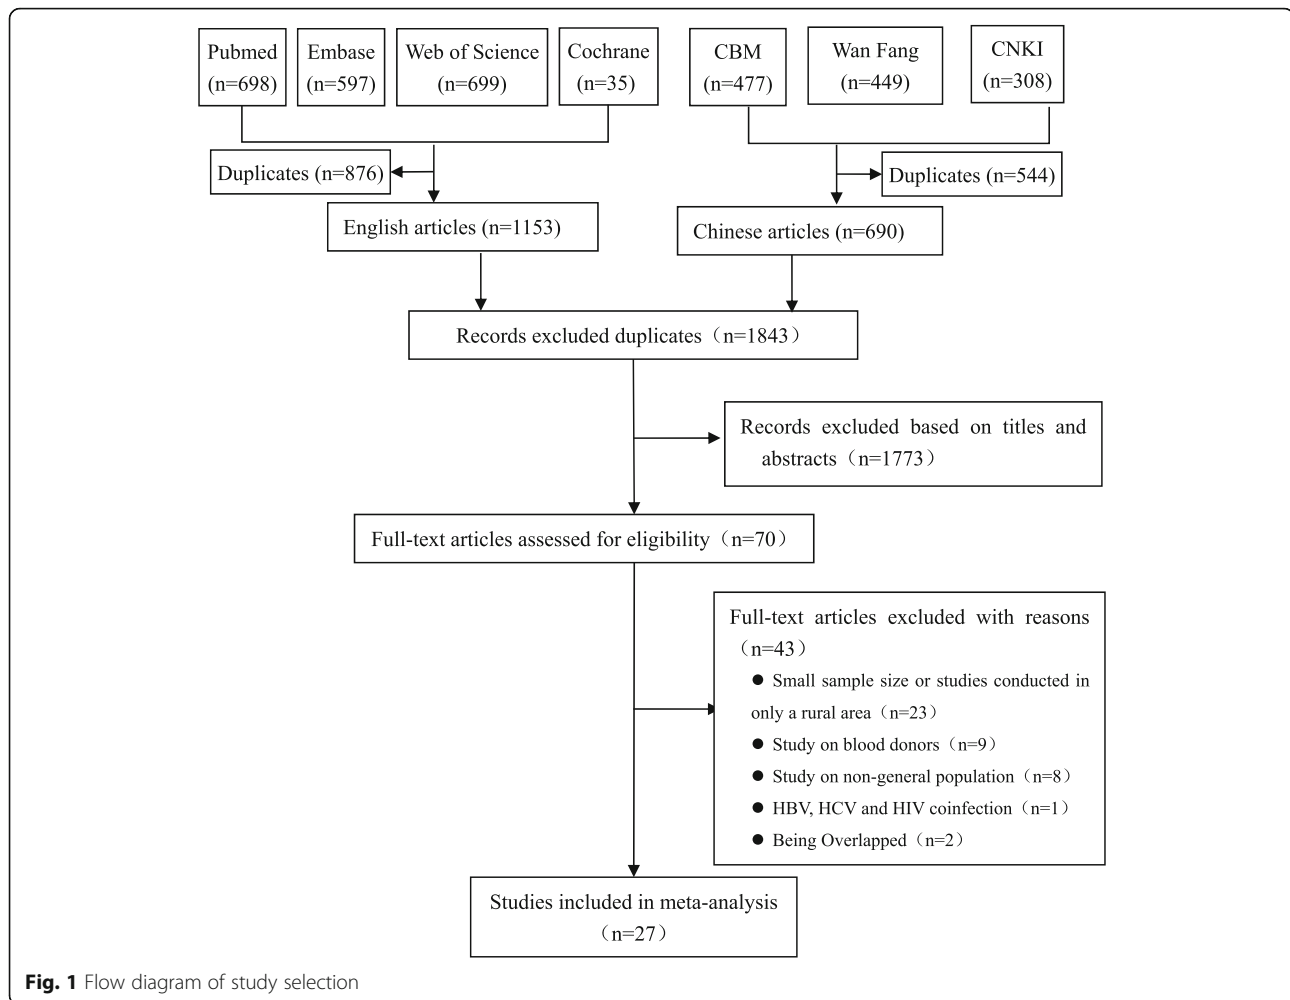 Pubmed
(n=698)
Embase
(n=597)
Web of Science
(n=699)
Cochrane
(n=35)
CBM
(n=477)
Wan Fang
(n=449)
CNKI
(n=308)
Duplicates (n=876)
Duplicates (n=544)
English articles (n=1153)
Chinese articles (n=690)
Records excluded duplicates（n=1843）
Records excluded based on titles and
abstracts（n=1773）
Full-text articles assessed for eligibility（n=70）
Full-text articles excluded with reasons
（n=43）
● Small sample size or studies conducted in
only a rural area（n=23）
● Study on blood donors（n=9）
● Study on non-general population（n=8）
● HBV, HCV and HIV coinfection（n=1）
● Being Overlapped（n=2）
Studies included in meta-analysis
（n=27）
Fig. 1 Flow diagram of study selection